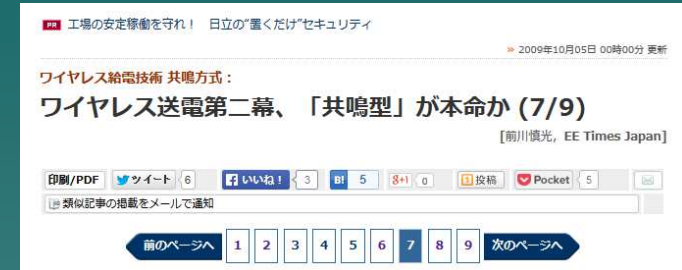 PR 工場の安定稼働を守れ! 日立の“置くだけ”セキュリティ
» 2009年10月05日 00時00分 更新
ワイヤレス給電技術 共鳴方式:
ワイヤレス送電第二幕、「共鳴型」が本命か (7/9)
[前川慎光, EE Times Japan]
印刷/PDF ツイート 6 いいね! 3 B! 5 g+1 0 投稿 Pocket 5
類似記事の掲載をメールで通知
前のページへ 1 2 3 4 5 6 7 8 9 次のページへ